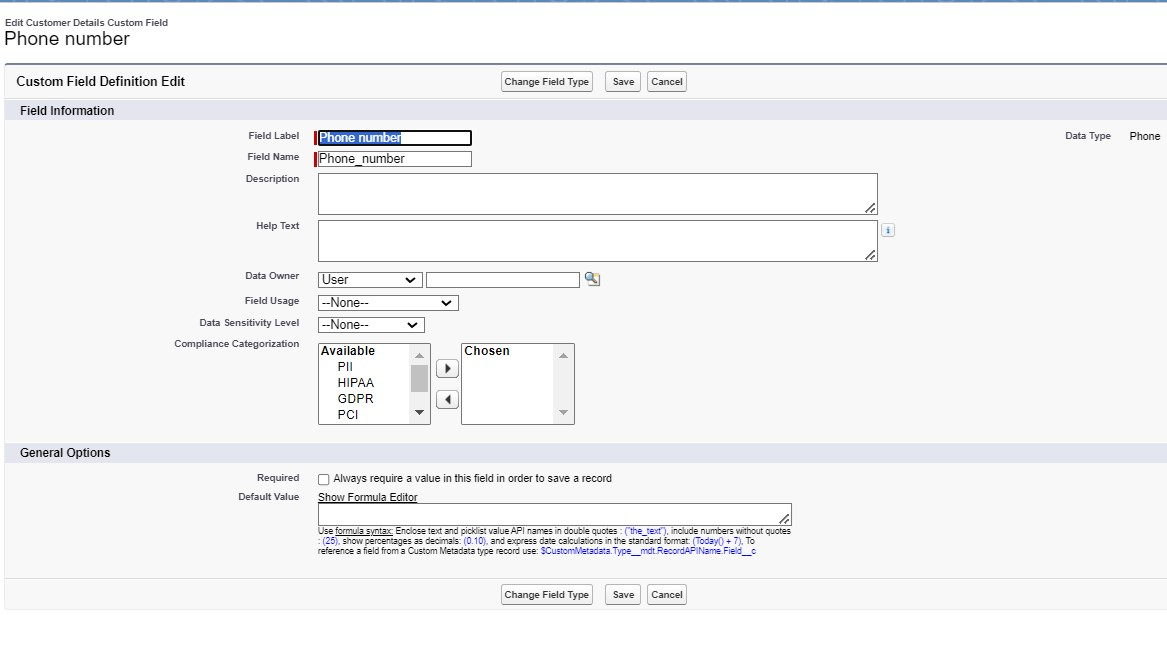 Edit Customer Details Custom Field
Phone number
Custom Field Definition Edit
Change Field Type Save Cancel
Field Information
Field Label Phone number Data Type Phone
Field Name Phone_number
Description
Help Text
Data Owner User
Field Usage --None--
Data Sensitivity Level --None--
Compliance Categorization
Available Chosen
PII
HIPAA
GDPR
PCI
General Options
Required Always require a value in this field in order to save a record
Default Value Show Formula Editor
Use formula syntax: Enclose text and picklist value API names in double quotes : ("the_text"), include numbers without quotes
: (25), show percentages as decimals: (0.10), and express date calculations in the standard format: (Today() + 7), To
reference a field from a Custom Metadata type record use: $CustomMetadata.Type__mdt.RecordAPIName.Field__c
Change Field Type Save Cancel